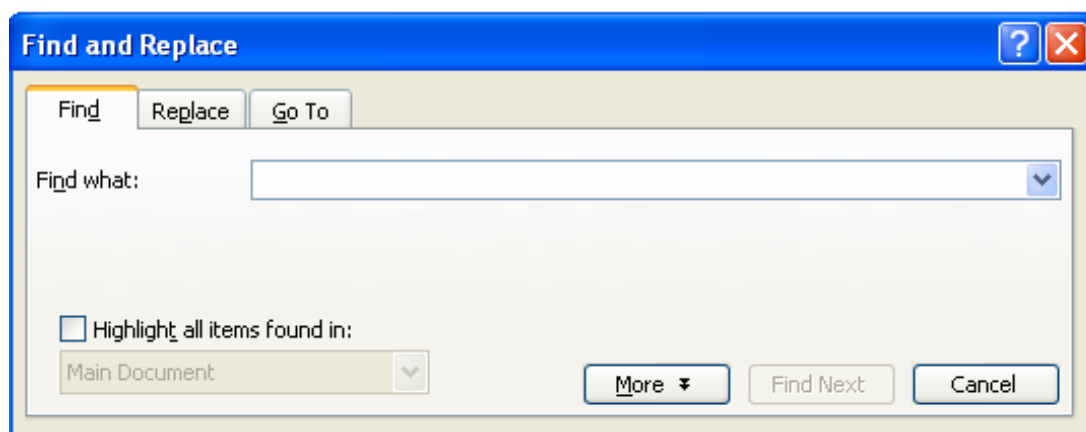 Find and Replace
Find Replace Go To
Find what:
Highlight all items found in:
Main Document
More Find Next Cancel